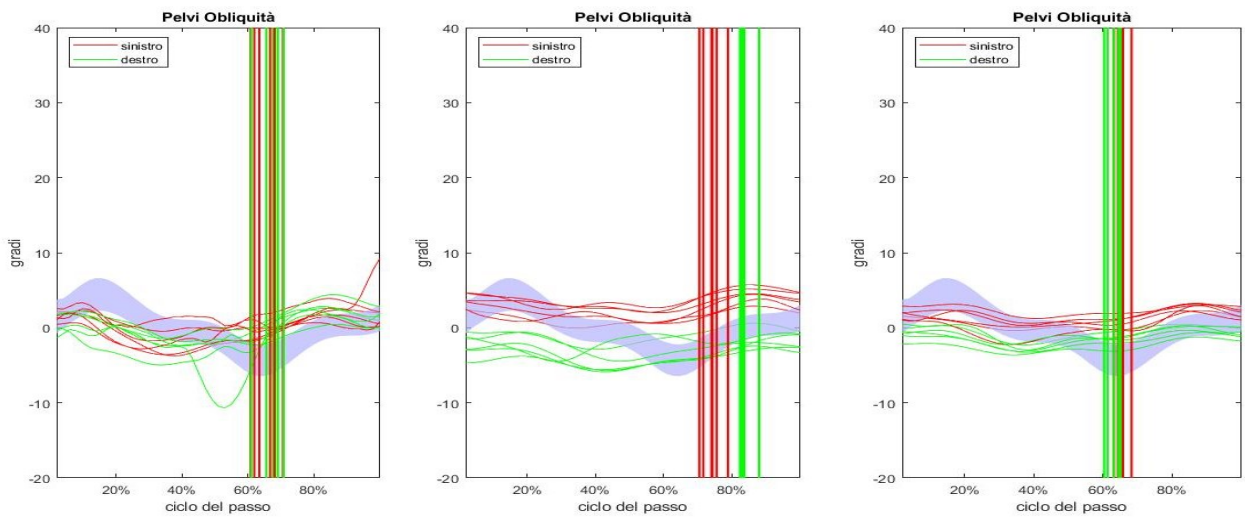 Pelvi Obliquità
sinistro
destro
40
30
20
10
0
-10
-20
gradi
20%
40%
60%
80%
ciclo del passo
Pelvi Obliquità
sinistro
destro
40
30
20
10
0
-10
-20
gradi
20%
40%
60%
80%
ciclo del passo
Pelvi Obliquità
sinistro
destro
40
30
20
10
0
-10
-20
gradi
20%
40%
60%
80%
ciclo del passo